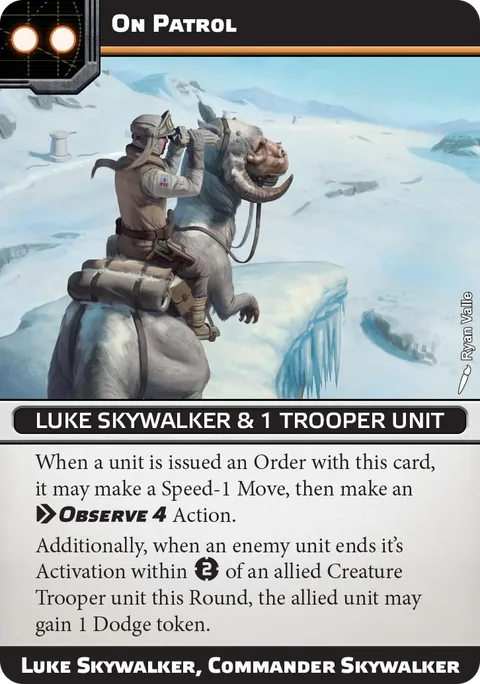 On Patrol
Ryan Valle
LUKE SKYWALKER & 1 TROOPER UNIT
When a unit is issued an Order with this card,
it may make a Speed-1 Move, then make an
Observe 4 Action.
Additionally, when an enemy unit ends it's
Activation within 2 of an allied Creature
Trooper unit this Round, the allied unit may
gain 1 Dodge token.
Luke Skywalker, Commander Skywalker